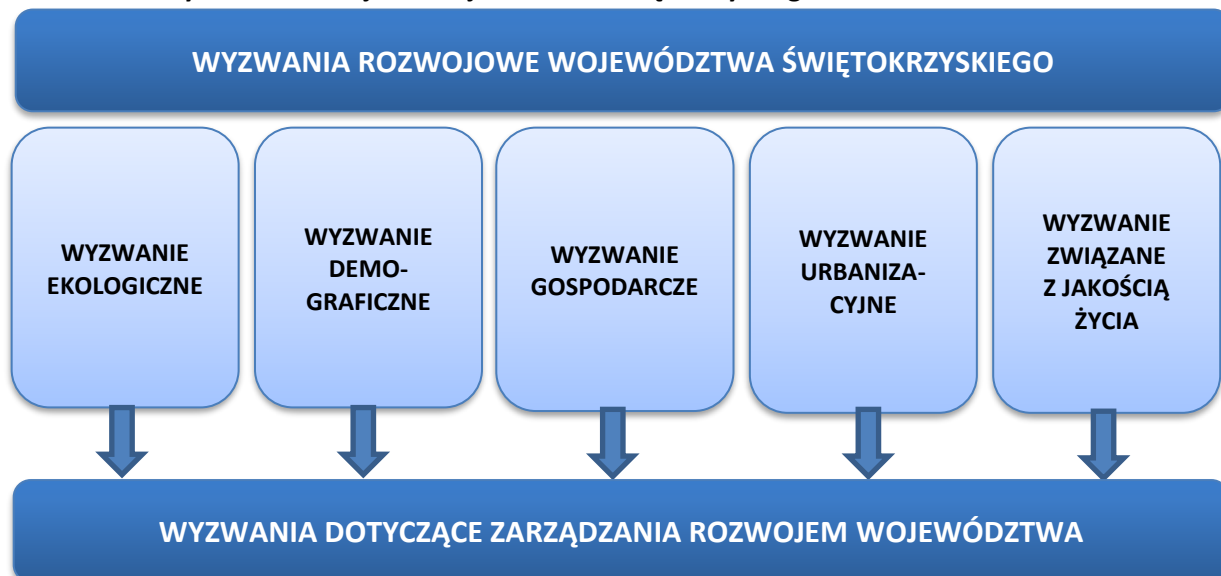 WYZWANIA ROZWOJOWE WOJEWÓDZTWA ŚWIĘTOKRZYSKIEGO
WYZWANIE
EKOLOGICZNE
WYZWANIE
DEMO-
GRAFICZNE
WYZWANIE
GOSPODARCZE
WYZWANIE
URBANIZA-
CYJNE
WYZWANIE
ZWIĄZANE
Z JAKOŚCIĄ
ŻYCIA
WYZWANIA DOTYCZĄCE ZARZĄDZANIA ROZWOJEM WOJEWÓDZTWA